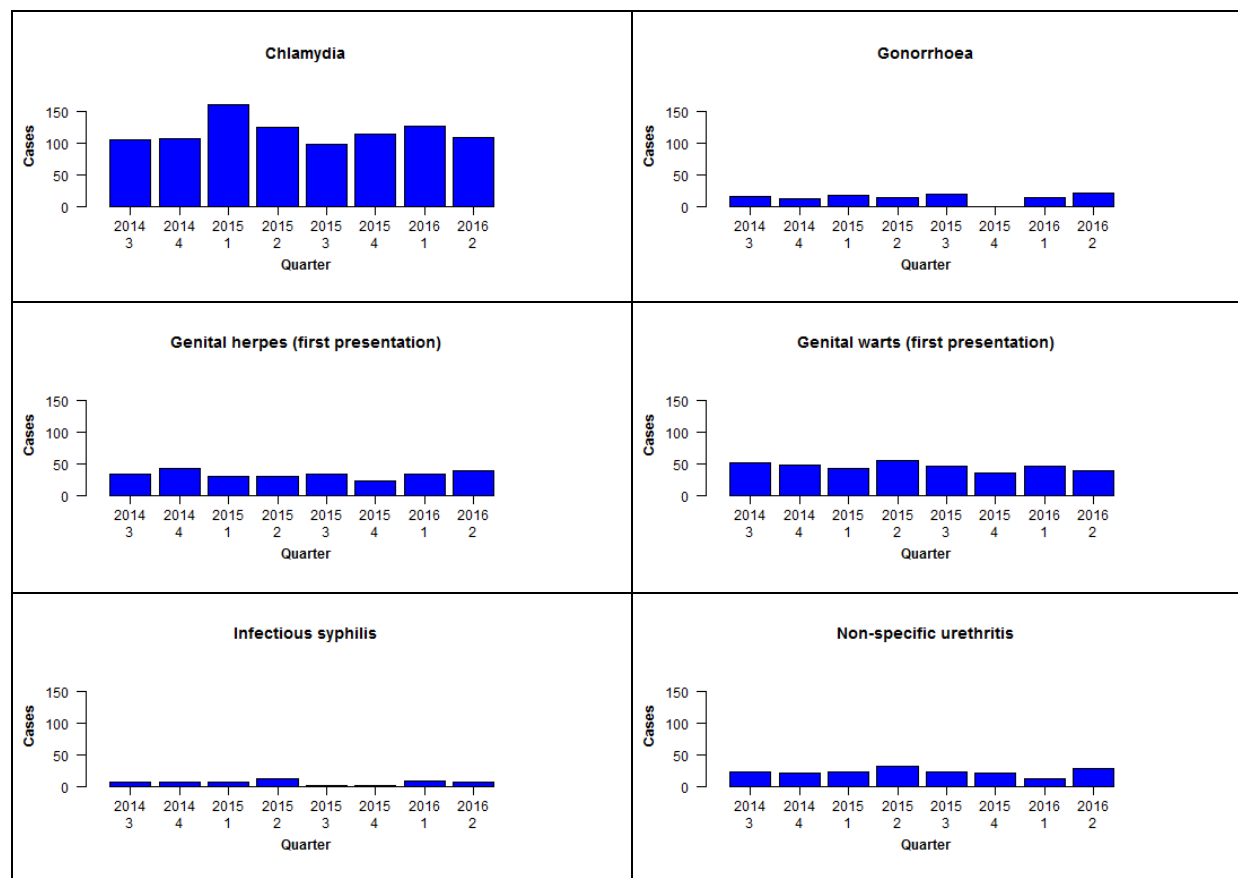 Chlamydia
Cases
150
100
50
0
2014 2014 2015 2015 2015 2015 2016 2016
3 4 1 2 3 4 1 2
Quarter
Gonorrhoea
Cases
150
100
50
0
2014 2014 2015 2015 2015 2015 2016 2016
3 4 1 2 3 4 1 2
Quarter
Genital herpes (first presentation)
Cases
150
100
50
0
2014 2014 2015 2015 2015 2015 2016 2016
3 4 1 2 3 4 1 2
Quarter
Genital warts (first presentation)
Cases
150
100
50
0
2014 2014 2015 2015 2015 2015 2016 2016
3 4 1 2 3 4 1 2
Quarter
Infectious syphilis
Cases
150
100
50
0
2014 2014 2015 2015 2015 2015 2016 2016
3 4 1 2 3 4 1 2
Quarter
Non-specific urethritis
Cases
150
100
50
0
2014 2014 2015 2015 2015 2015 2016 2016
3 4 1 2 3 4 1 2
Quarter